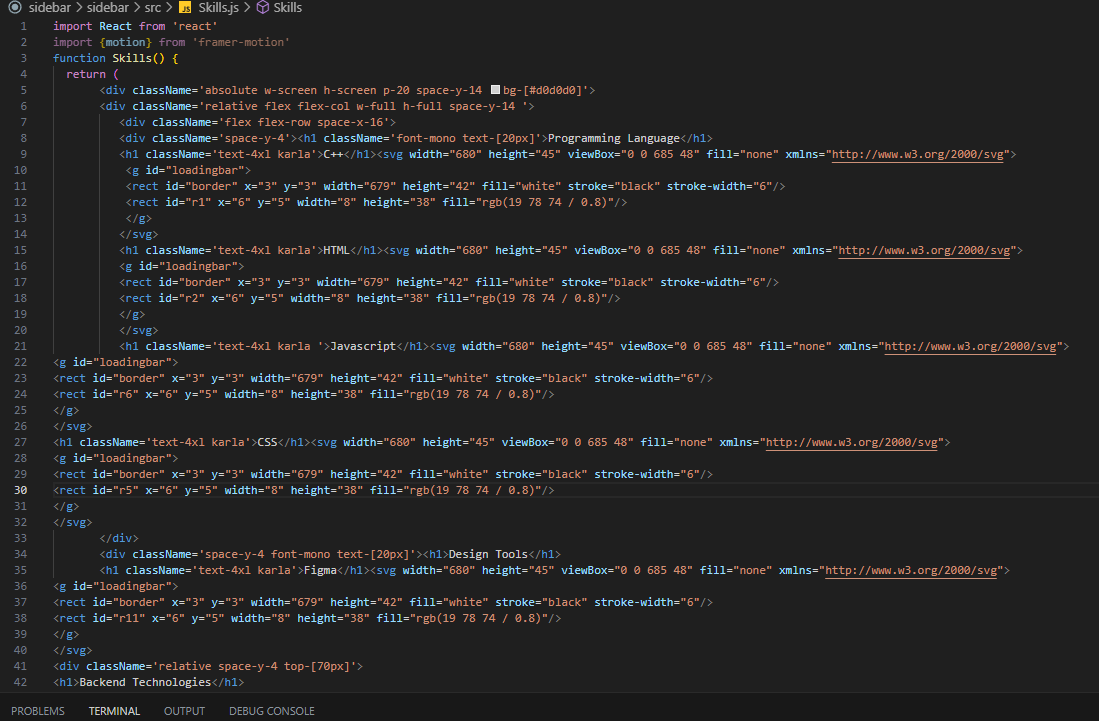 sidebar > sidebar > src > JS Skills.js > Skills
1 import React from 'react'
2 import {motion} from 'framer-motion'
3 function Skills() {
4 return (
5 <div className='absolute w-screen h-screen p-20 space-y-14 bg-[#d0d0d0]'>
6 <div className='relative flex flex-col w-full h-full space-y-14 '>
7 <div className='flex flex-row space-x-16'>
8 <div className='space-y-4'><h1 className='font-mono text-[20px]'>Programming Language</h1>
9 <h1 className='text-4xl karla'>C++</h1><svg width="680" height="45" viewBox="0 0 685 48" fill="none" xmlns="http://www.w3.org/2000/svg">
10 <g id="loadingbar">
11 <rect id="border" x="3" y="3" width="679" height="42" fill="white" stroke="black" stroke-width="6"/>
12 <rect id="r1" x="6" y="5" width="8" height="38" fill="rgb(19 78 74 / 0.8)"/>
13 </g>
14 </svg>
15 <h1 className='text-4xl karla'>HTML</h1><svg width="680" height="45" viewBox="0 0 685 48" fill="none" xmlns="http://www.w3.org/2000/svg">
16 <g id="loadingbar">
17 <rect id="border" x="3" y="3" width="679" height="42" fill="white" stroke="black" stroke-width="6"/>
18 <rect id="r2" x="6" y="5" width="8" height="38" fill="rgb(19 78 74 / 0.8)"/>
19 </g>
20 </svg>
21 <h1 className='text-4xl karla '>Javascript</h1><svg width="680" height="45" viewBox="0 0 685 48" fill="none" xmlns="http://www.w3.org/2000/svg">
22 <g id="loadingbar">
23 <rect id="border" x="3" y="3" width="679" height="42" fill="white" stroke="black" stroke-width="6"/>
24 <rect id="r6" x="6" y="5" width="8" height="38" fill="rgb(19 78 74 / 0.8)"/>
25 </g>
26 </svg>
27 <h1 className='text-4xl karla'>CSS</h1><svg width="680" height="45" viewBox="0 0 685 48" fill="none" xmlns="http://www.w3.org/2000/svg">
28 <g id="loadingbar">
29 <rect id="border" x="3" y="3" width="679" height="42" fill="white" stroke="black" stroke-width="6"/>
30 <rect id="r5" x="6" y="5" width="8" height="38" fill="rgb(19 78 74 / 0.8)"/>
31 </g>
32 </svg>
33 </div>
34 <div className='space-y-4 font-mono text-[20px]'><h1>Design Tools</h1>
35 <h1 className='text-4xl karla'>Figma</h1><svg width="680" height="45" viewBox="0 0 685 48" fill="none" xmlns="http://www.w3.org/2000/svg">
36 <g id="loadingbar">
37 <rect id="border" x="3" y="3" width="679" height="42" fill="white" stroke="black" stroke-width="6"/>
38 <rect id="r11" x="6" y="5" width="8" height="38" fill="rgb(19 78 74 / 0.8)"/>
39 </g>
40 </svg>
41 <div className='relative space-y-4 top-[70px]'>
42 <h1>Backend Technologies</h1>
PROBLEMS TERMINAL OUTPUT DEBUG CONSOLE